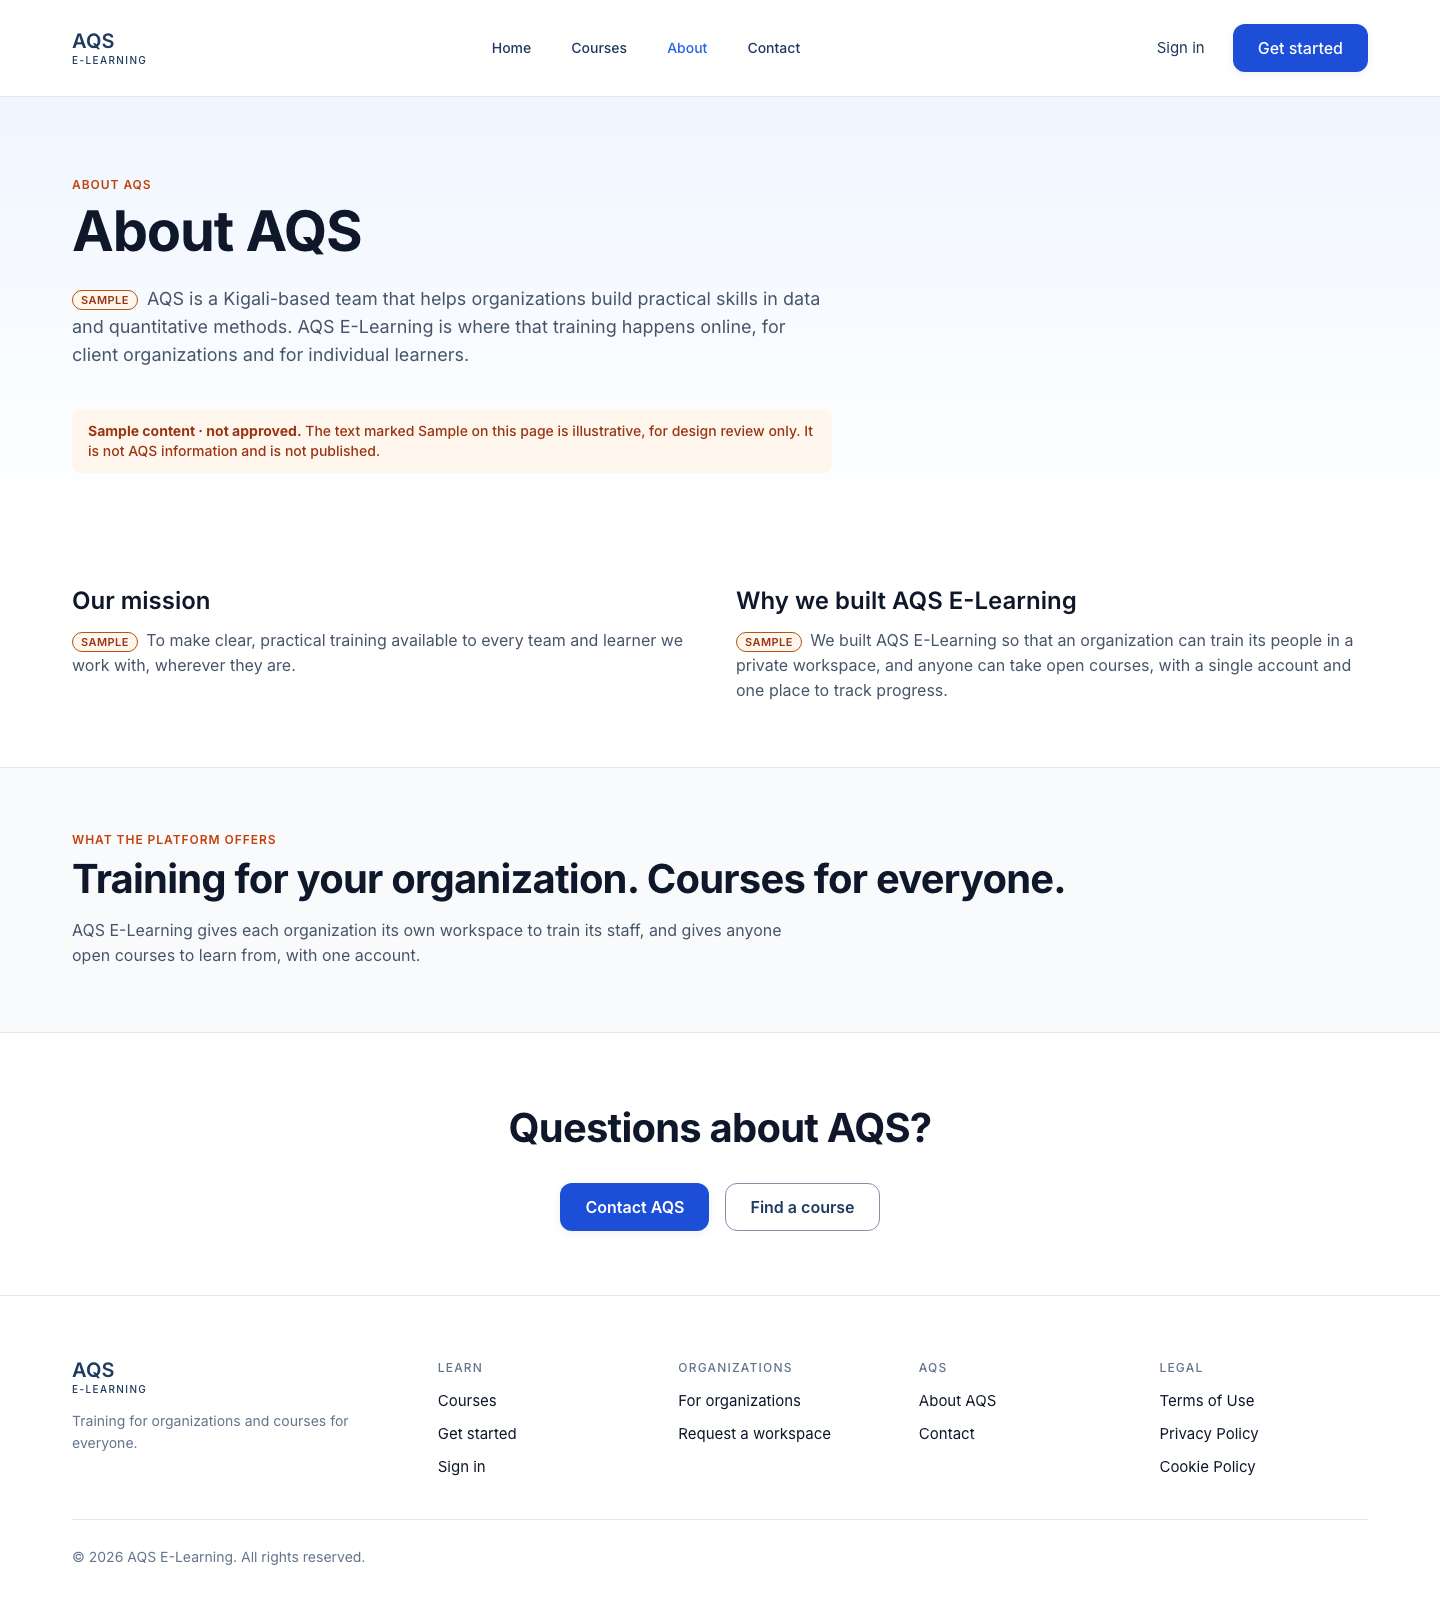 AQS
E-LEARNING
Home
Courses
About
Contact
Sign in
Get started
ABOUT AQS
About AQS
SAMPLE AQS is a Kigali-based team that helps organizations build practical skills in data
and quantitative methods. AQS E-Learning is where that training happens online, for
client organizations and for individual learners.
Sample content · not approved. The text marked Sample on this page is illustrative, for design review only. It
is not AQS information and is not published.
Our mission
SAMPLE To make clear, practical training available to every team and learner we
work with, wherever they are.
Why we built AQS E-Learning
SAMPLE We built AQS E-Learning so that an organization can train its people in a
private workspace, and anyone can take open courses, with a single account and
one place to track progress.
WHAT THE PLATFORM OFFERS
Training for your organization. Courses for everyone.
AQS E-Learning gives each organization its own workspace to train its staff, and gives anyone
open courses to learn from, with one account.
Questions about AQS?
Contact AQS
Find a course
AQS
E-LEARNING
Training for organizations and courses for
everyone.
LEARN
Courses
Get started
Sign in
ORGANIZATIONS
For organizations
Request a workspace
AQS
About AQS
Contact
LEGAL
Terms of Use
Privacy Policy
Cookie Policy
© 2026 AQS E-Learning. All rights reserved.